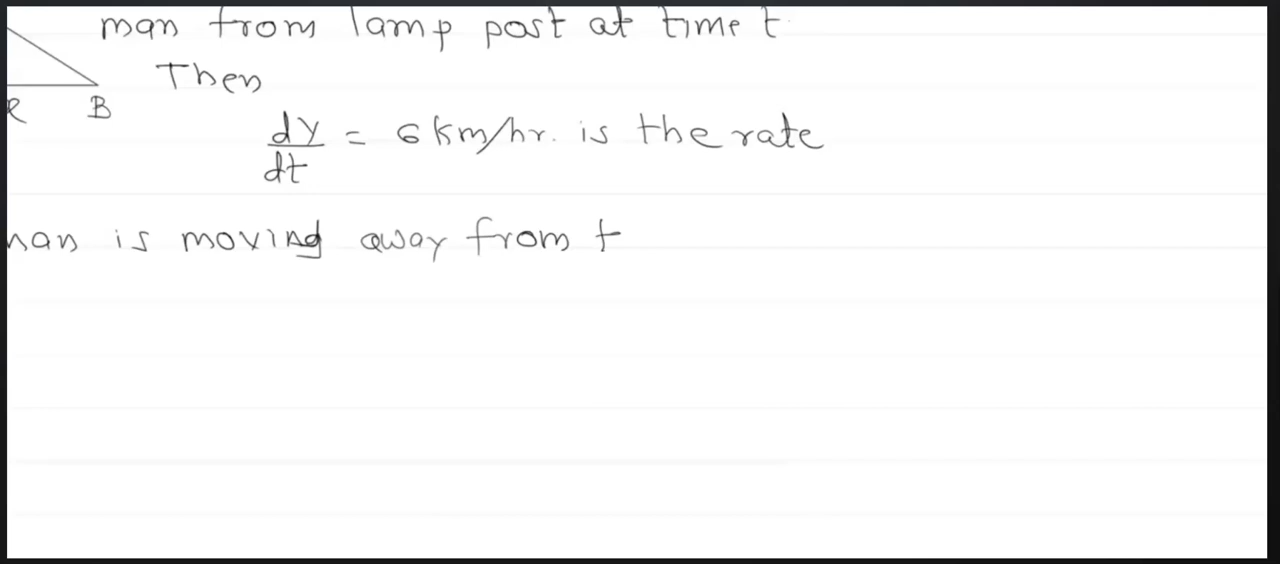 man from lamp post at time t
Then
R B
dy/dt = 6 km/hr. is the rate
man is moving away from t